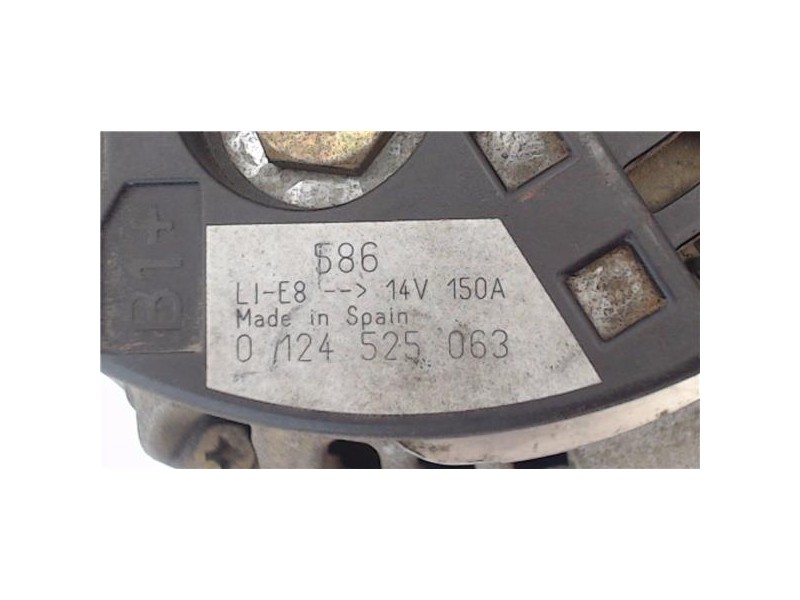 B1+
586
LI-E8 --> 14V 150A
Made in Spain
0 124 525 063